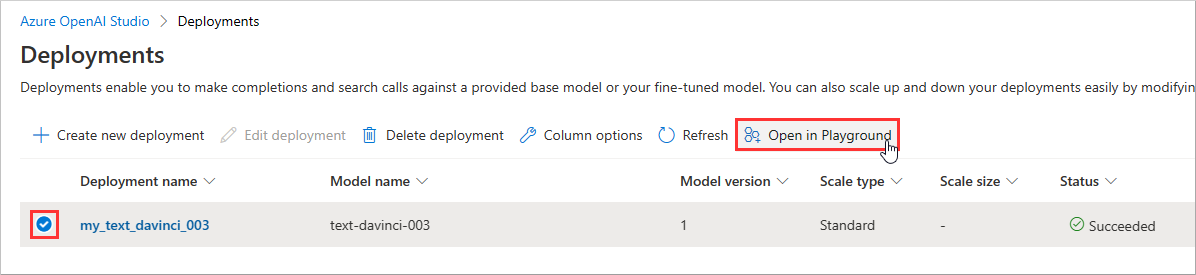 Azure OpenAI Studio > Deployments
Deployments
Deployments enable you to make completions and search calls against a provided base model or your fine-tuned model. You can also scale up and down your deployments easily by modifying
Create new deployment Edit deployment Delete deployment Column options Refresh Open in Playground
Deployment name Model name Model version Scale type Scale size Status
my_text_davinci_003 text-davinci-003 1 Standard - Succeeded